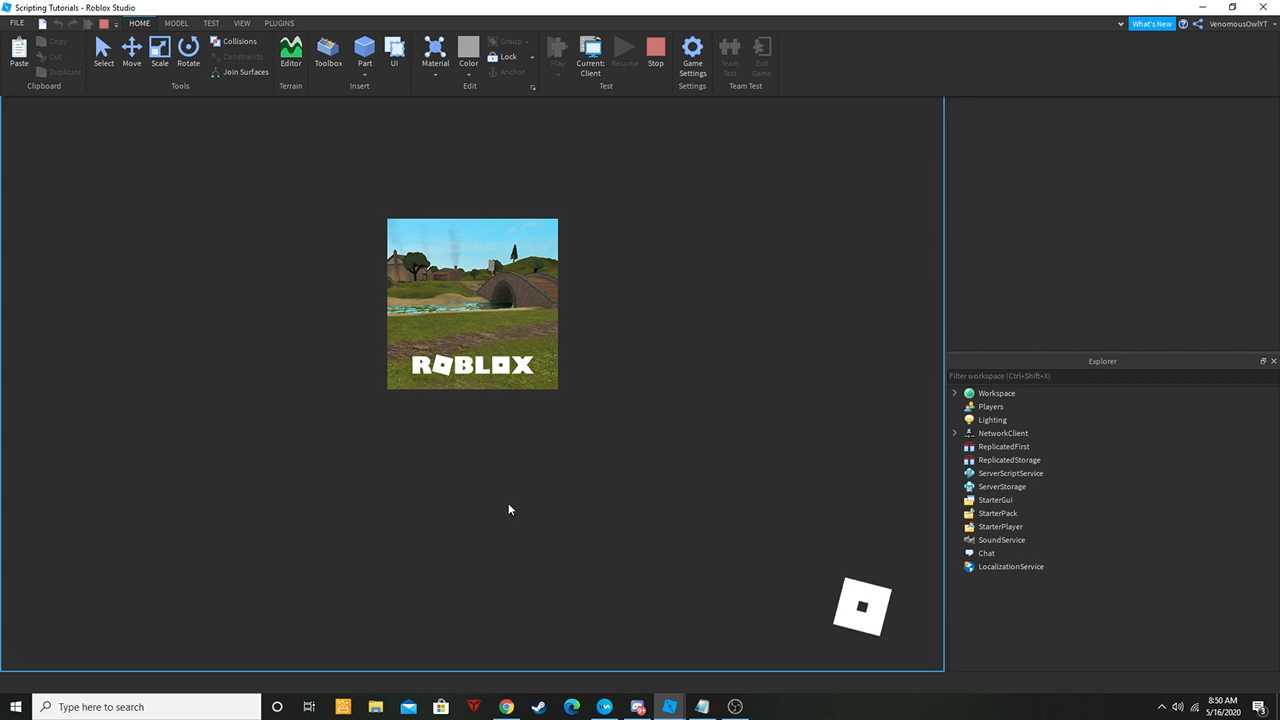 Scripting Tutorials - Roblox Studio
FILE HOME MODEL TEST VIEW PLUGINS What's New VenomousOwlYT
Paste Copy Cut Duplicate
Select Move Scale Rotate Collisions Constraints Join Surfaces
Editor Toolbox Part UI
Material Color Group Lock Anchor
Play Current: Client Resume Stop
Game Settings Team Test Exit Game
Clipboard Tools Terrain Insert Edit Test Settings Team Test
ROBLOX
Explorer
Filter workspace (Ctrl+Shift+X)
Workspace
Players
Lighting
NetworkClient
ReplicatedFirst
ReplicatedStorage
ServerScriptService
ServerStorage
StarterGui
StarterPack
StarterPlayer
SoundService
Chat
LocalizationService
Type here to search
8:50 AM
5/16/2020